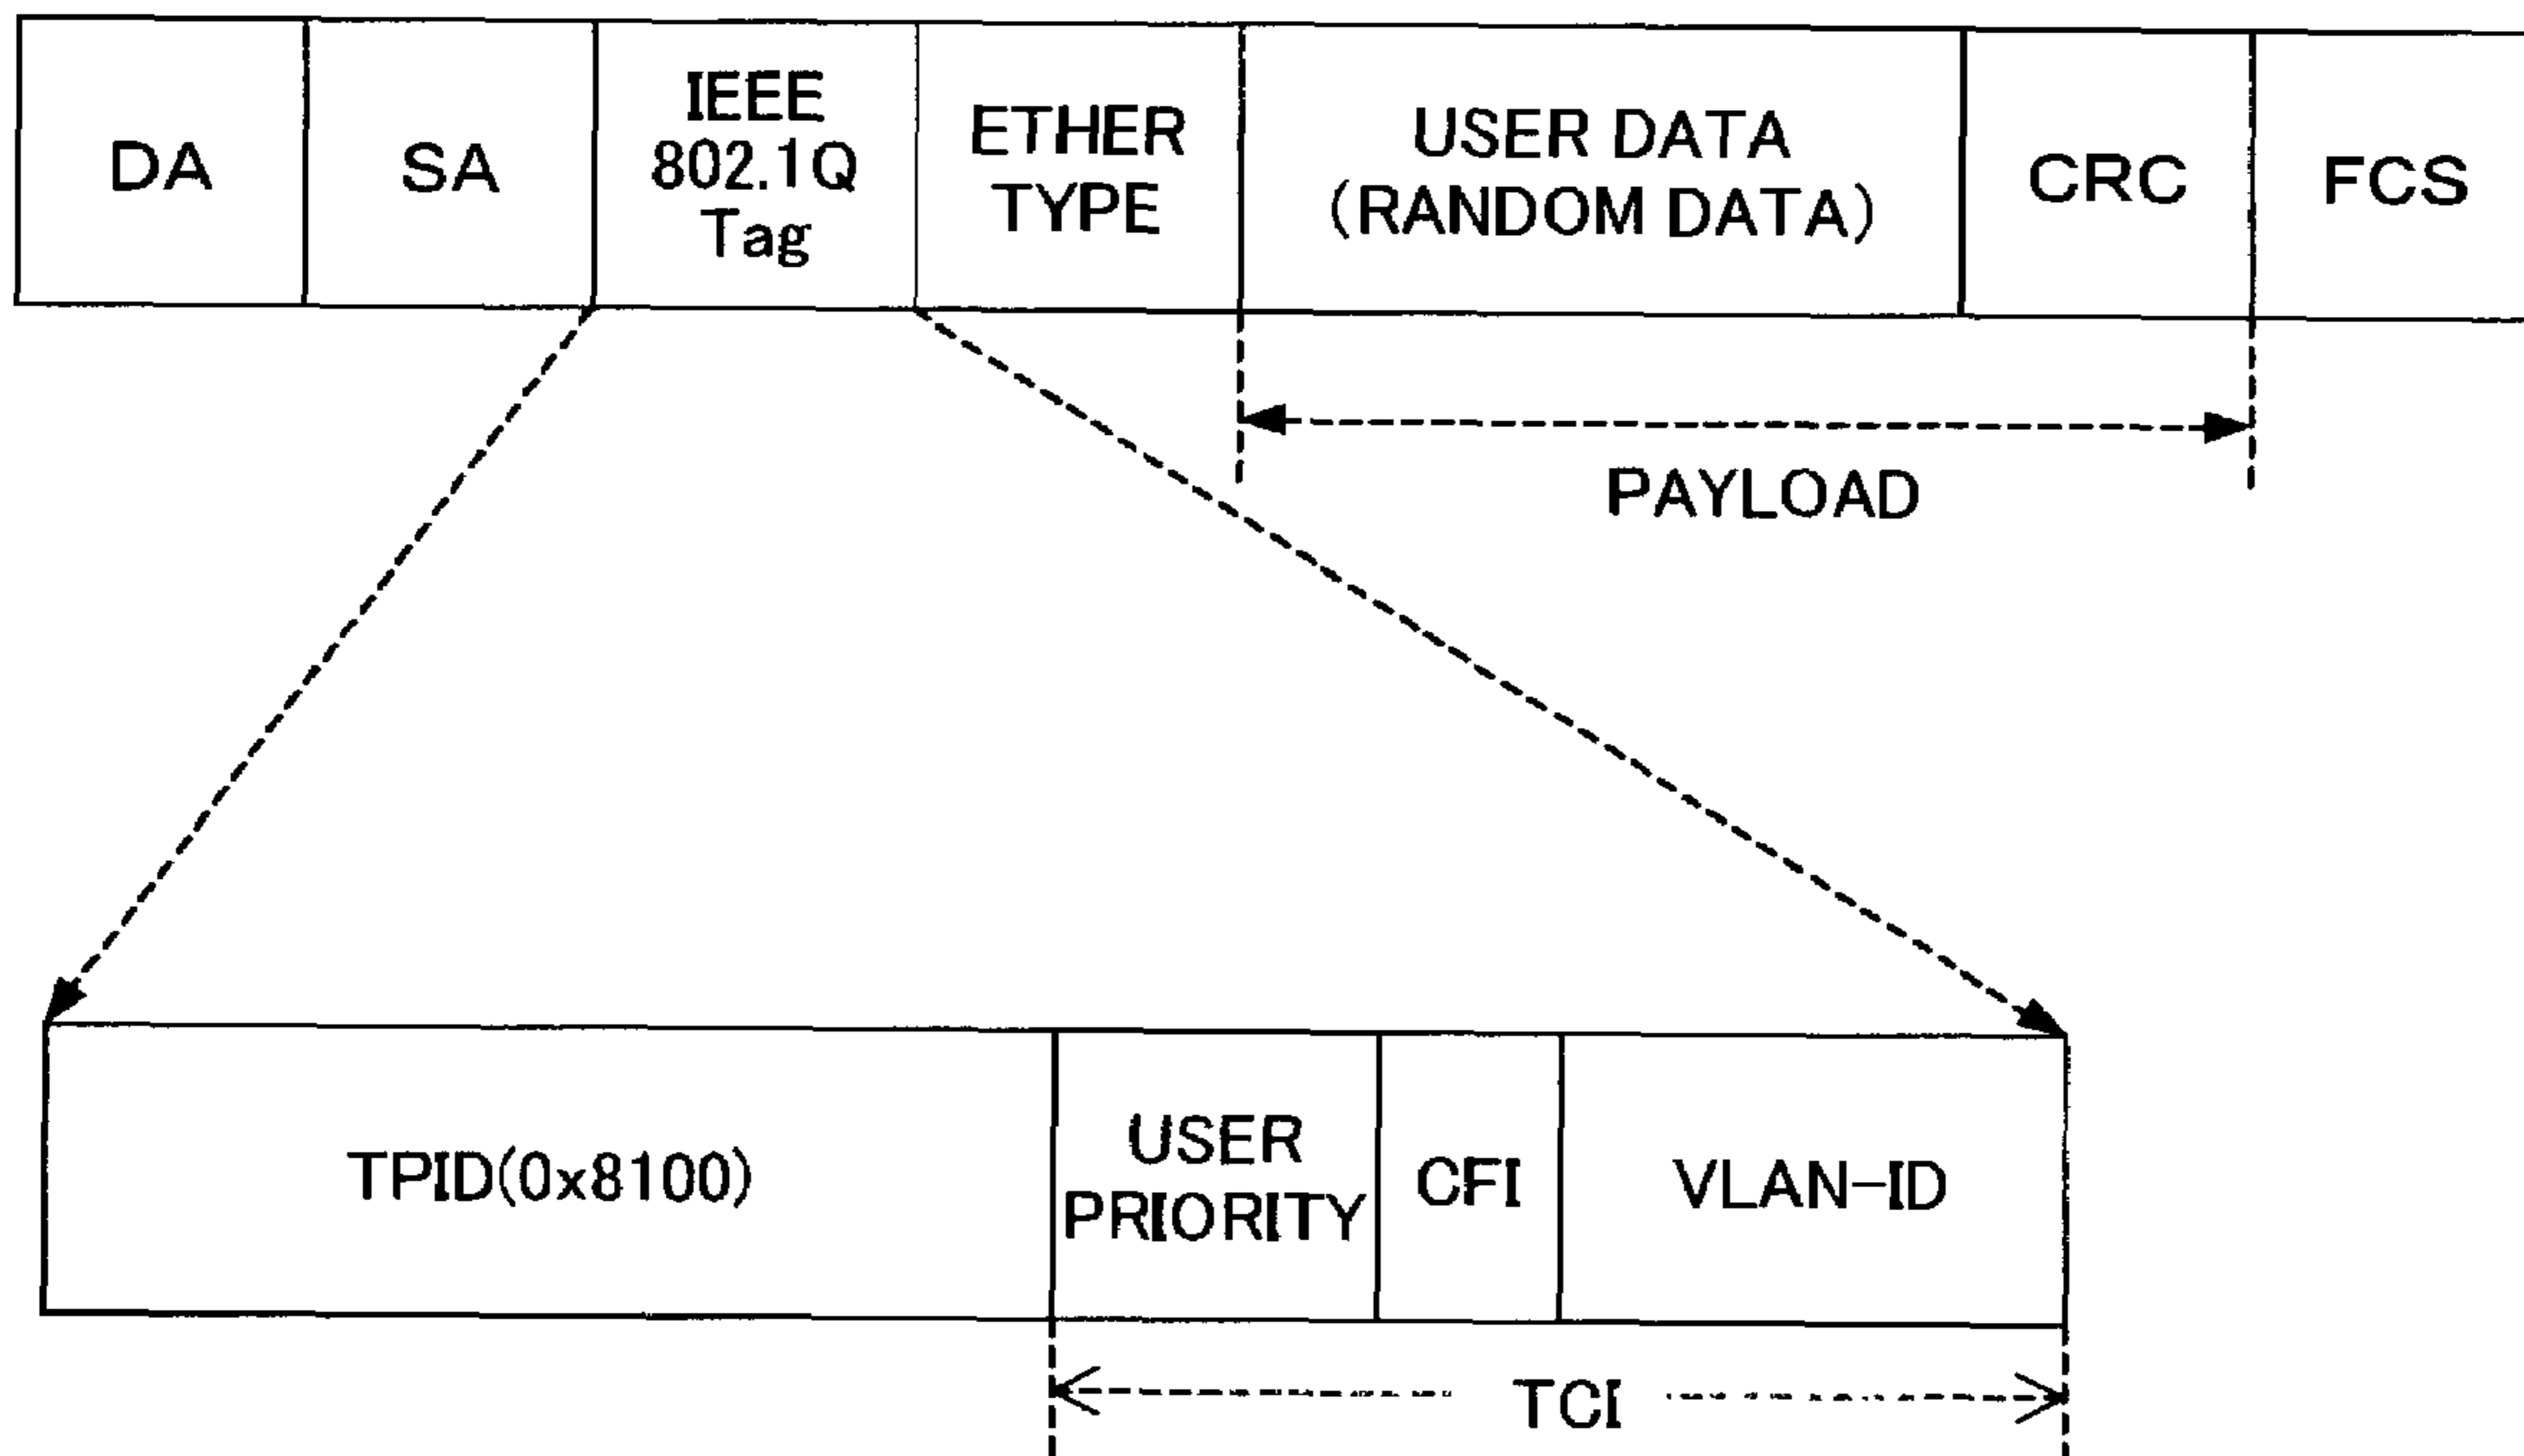 DA
SA
IEEE
802.1Q
Tag
ETHER
TYPE
USER DATA
(RANDOM DATA)
CRC
FCS
PAYLOAD
TPID(0x8100)
USER
PRIORITY
CFI
VLAN-ID
TCI